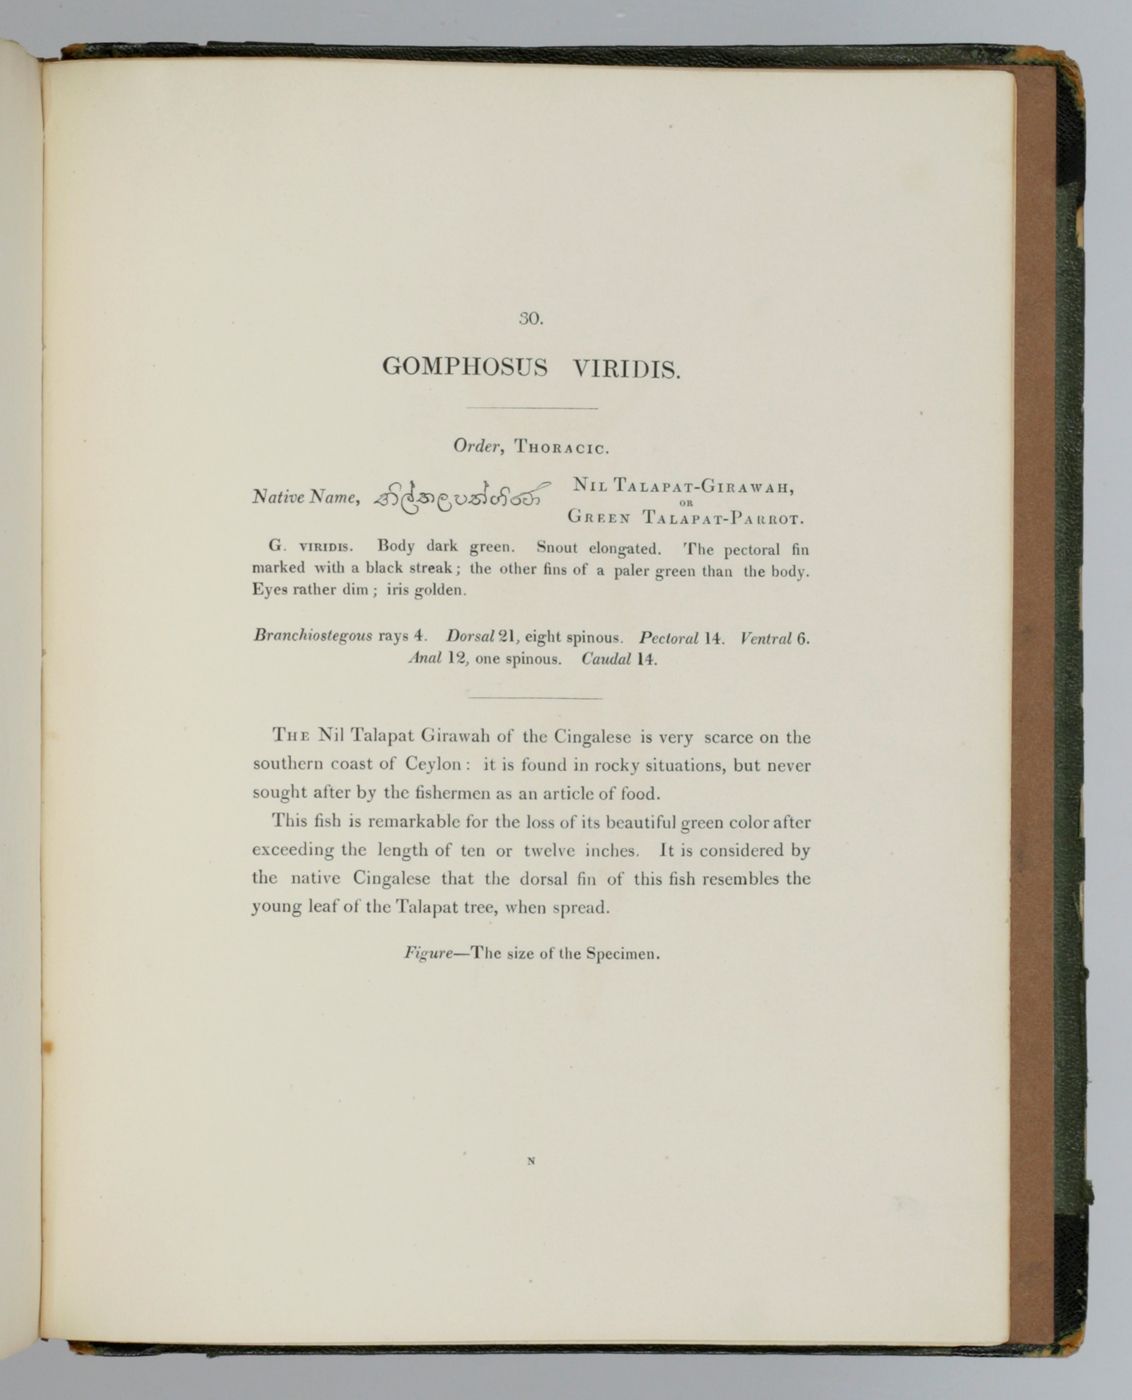 30.
GOMPHOSUS VIRIDIS.
Order, THORACIC.
Native Name, නිල්තලපත්ගිරව් NIL TALAPAT-GIRAWAH,
OR
GREEN TALAPAT-PARROT.
G. VIRIDIS. Body dark green. Snout elongated. The pectoral fin
marked with a black streak; the other fins of a paler green than the body.
Eyes rather dim; iris golden.
Branchiostegous rays 4. Dorsal 21, eight spinous. Pectoral 14. Ventral 6.
Anal 12, one spinous. Caudal 14.
THE Nil Talapat Girawah of the Cingalese is very scarce on the
southern coast of Ceylon: it is found in rocky situations, but never
sought after by the fishermen as an article of food.
This fish is remarkable for the loss of its beautiful green color after
exceeding the length of ten or twelve inches. It is considered by
the native Cingalese that the dorsal fin of this fish resembles the
young leaf of the Talapat tree, when spread.
Figure—The size of the Specimen.
N